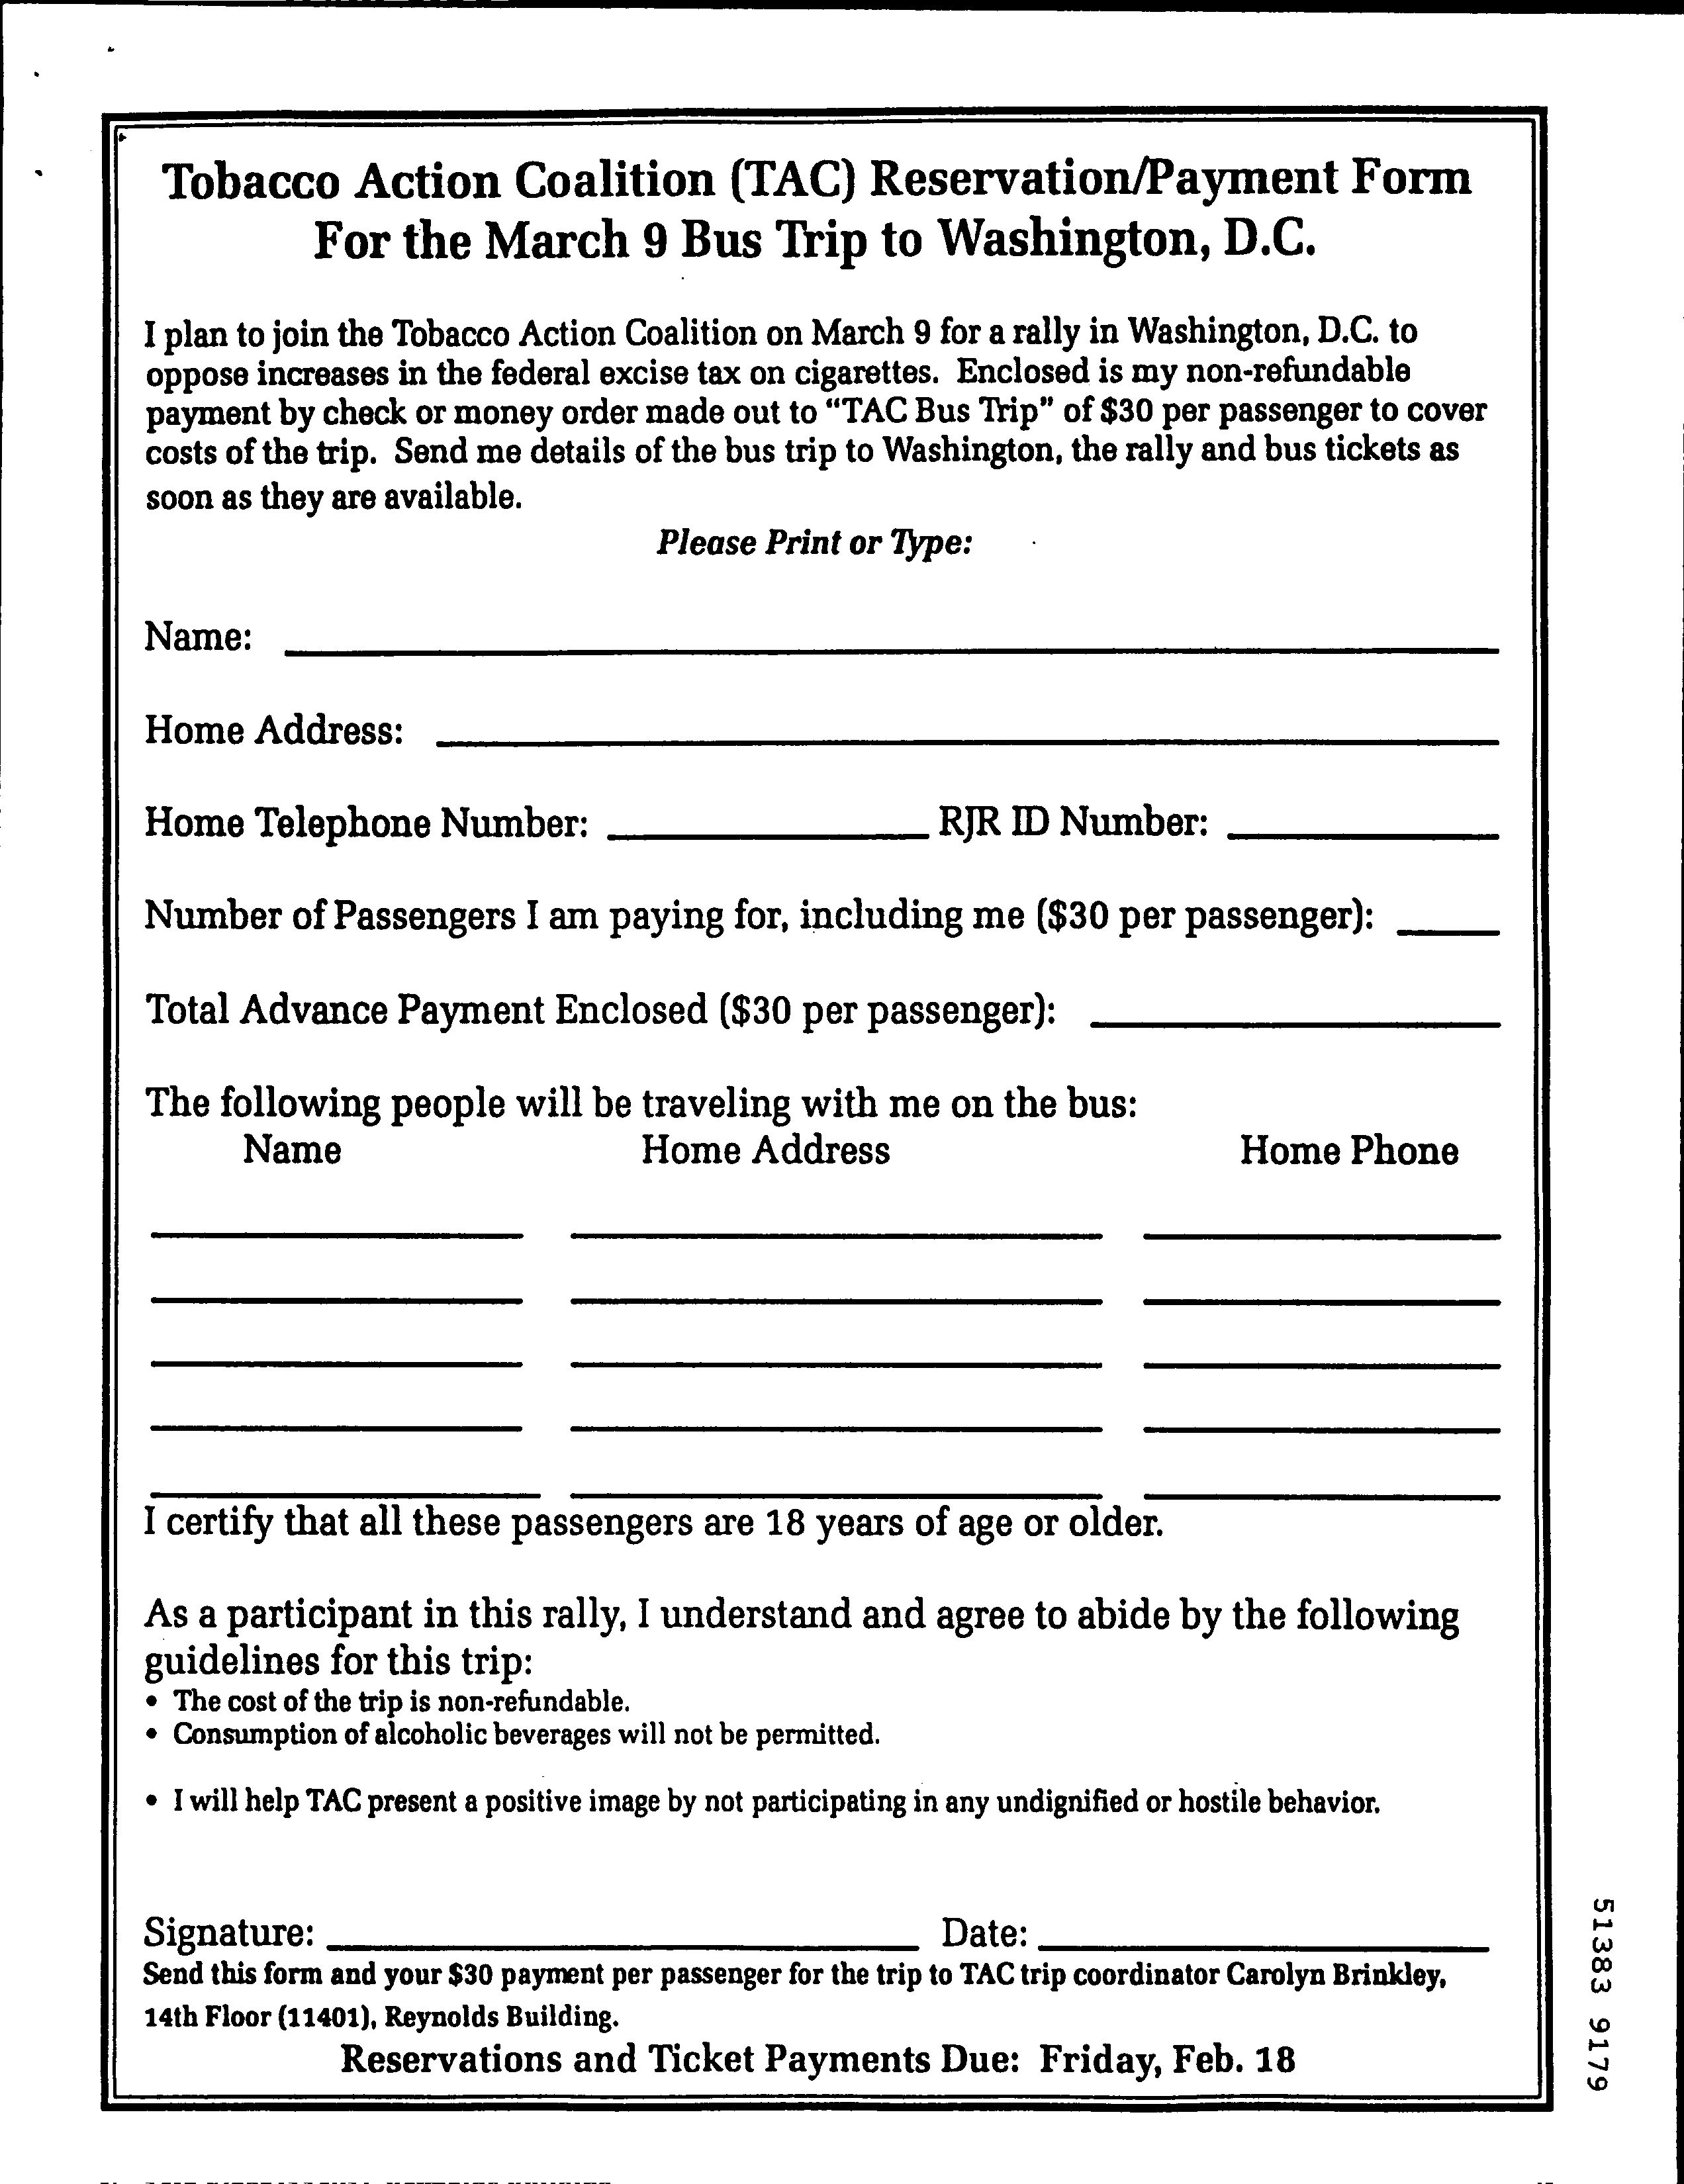 Tobacco Action Coalition (TAC) Reservation/Payment Form
For the March 9 Bus Trip to Washington, D.C.
I plan to join the Tobacco Action Coalition on March 9 for a rally in Washington, D.C. to
oppose increases in the federal excise tax on cigarettes. Enclosed is my non-refundable
payment by check or money order made out to “TAC Bus Trip” of $30 per passenger to cover
costs of the trip. Send me details of the bus trip to Washington, the rally and bus tickets as
soon as they are available.
Please Print or Type:
Name:
Home Address:
Home Telephone Number: RJR ID Number:
Number of Passengers I am paying for, including me ($30 per passenger):
Total Advance Payment Enclosed ($30 per passenger):
The following people will be traveling with me on the bus:
Name Home Address Home Phone
I certify that all these passengers are 18 years of age or older.
As a participant in this rally, I understand and agree to abide by the following
guidelines for this trip:
• The cost of the trip is non-refundable.
• Consumption of alcoholic beverages will not be permitted.
• I will help TAC present a positive image by not participating in any undignified or hostile behavior.
Signature: Date:
Send this form and your $30 payment per passenger for the trip to TAC trip coordinator Carolyn Brinkley,
14th Floor (11401), Reynolds Building.
Reservations and Ticket Payments Due: Friday, Feb. 18
51383 9179